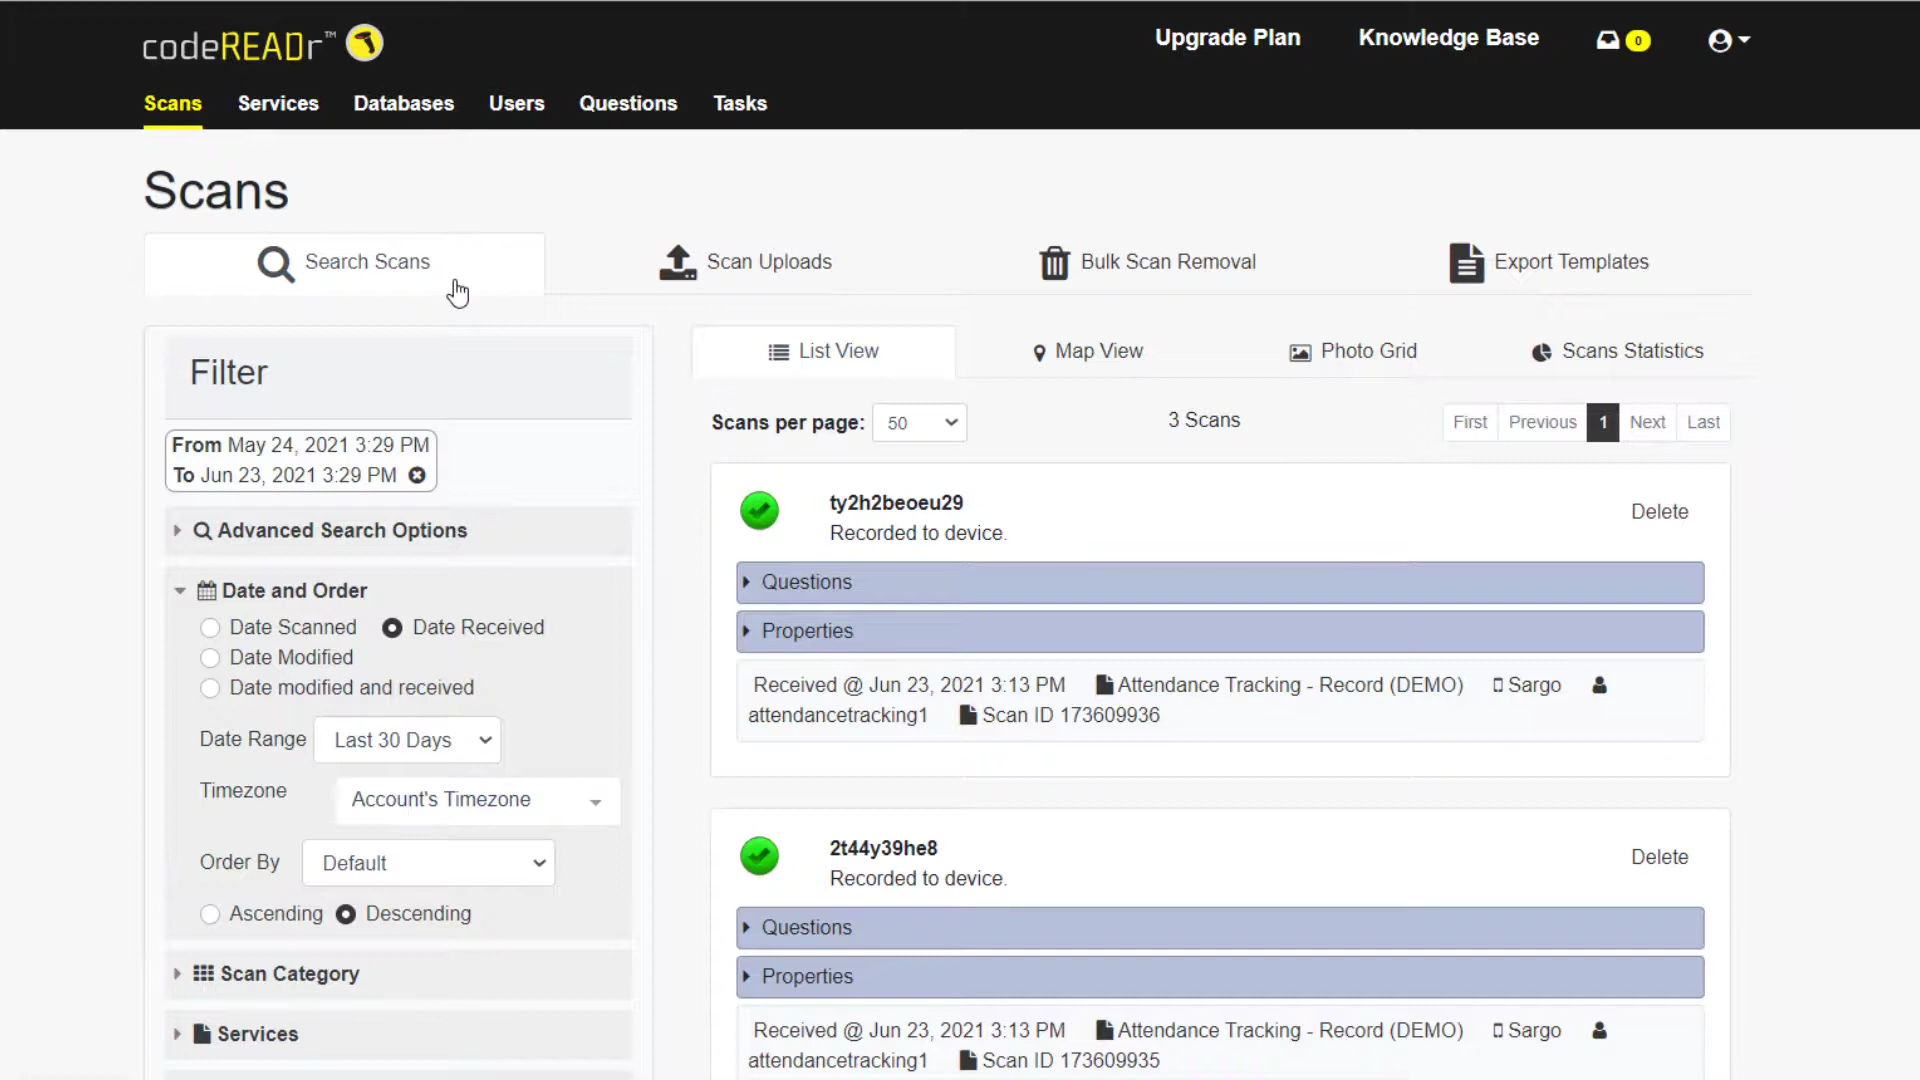 codeREADr™
Upgrade Plan
Knowledge Base
0
Scans
Services
Databases
Users
Questions
Tasks
Scans
Search Scans
Scan Uploads
Bulk Scan Removal
Export Templates
Filter
From May 24, 2021 3:29 PM
To Jun 23, 2021 3:29 PM
Advanced Search Options
Date and Order
Date Scanned
Date Received
Date Modified
Date modified and received
Date Range
Last 30 Days
Timezone
Account's Timezone
Order By
Default
Ascending
Descending
Scan Category
Services
List View
Map View
Photo Grid
Scans Statistics
Scans per page:
50
3 Scans
First
Previous
1
Next
Last
ty2h2beoeu29
Delete
Recorded to device.
Questions
Properties
Received @ Jun 23, 2021 3:13 PM Attendance Tracking - Record (DEMO) Sargo
attendancetracking1 Scan ID 173609936
2t44y39he8
Delete
Recorded to device.
Questions
Properties
Received @ Jun 23, 2021 3:13 PM Attendance Tracking - Record (DEMO) Sargo
attendancetracking1 Scan ID 173609935